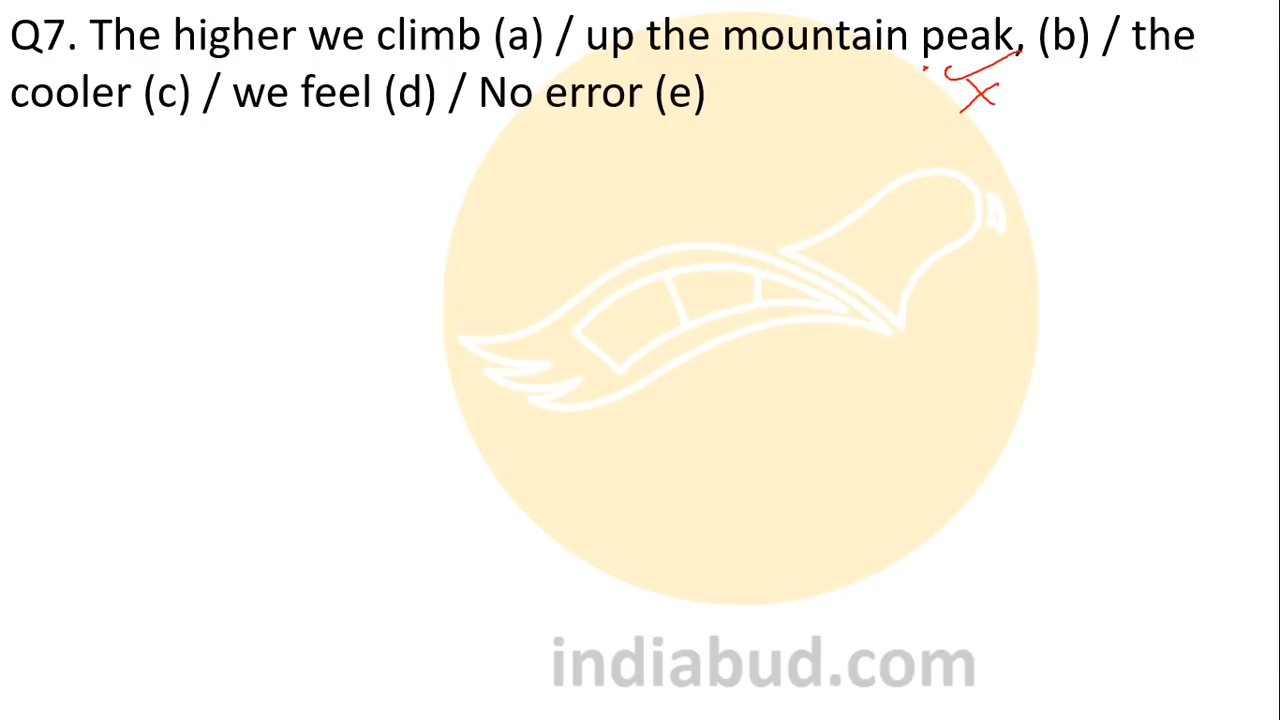 Q7. The higher we climb (a) / up the mountain peak, (b) / the
cooler (c) / we feel (d) / No error (e)
indiabud.com